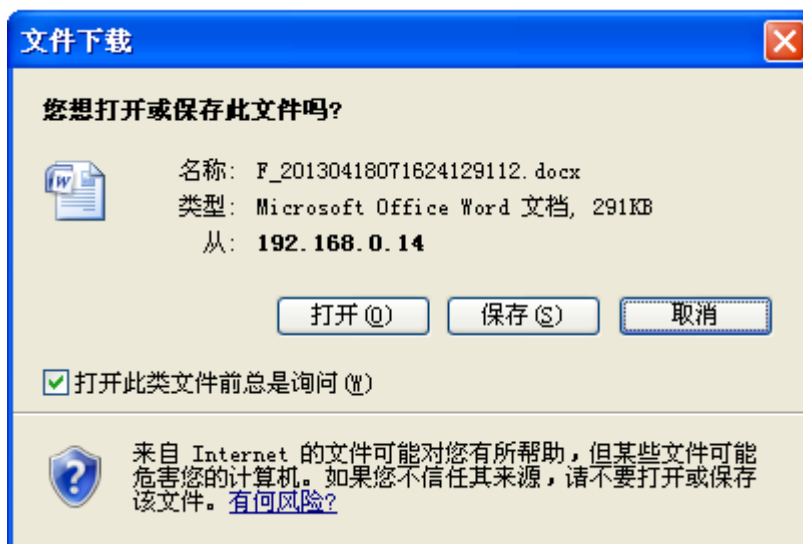 文件下载
您想打开或保存此文件吗?
名称: F_20130418071624129112.docx
类型: Microsoft Office Word 文档, 291KB
从: 192.168.0.14
打开(O) 保存(S) 取消
打开此类文件前总是询问(W)
来自 Internet 的文件可能对您有所帮助,但某些文件可能
危害您的计算机。如果您不信任其来源,请不要打开或保存
该文件。有何风险?